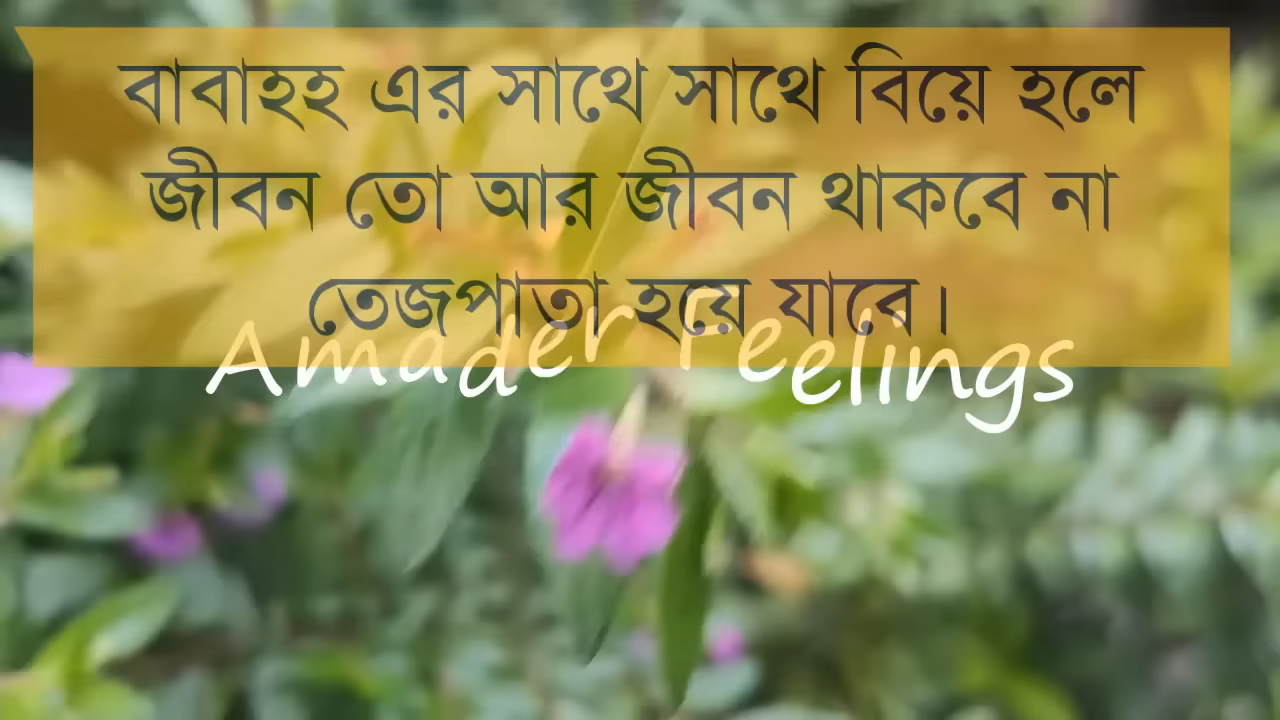 বাবাহহ এর সাথে সাথে বিয়ে হলে
জীবন তো আর জীবন থাকবে না
তেজপাতা হয়ে যাবে।
Amader Feelings